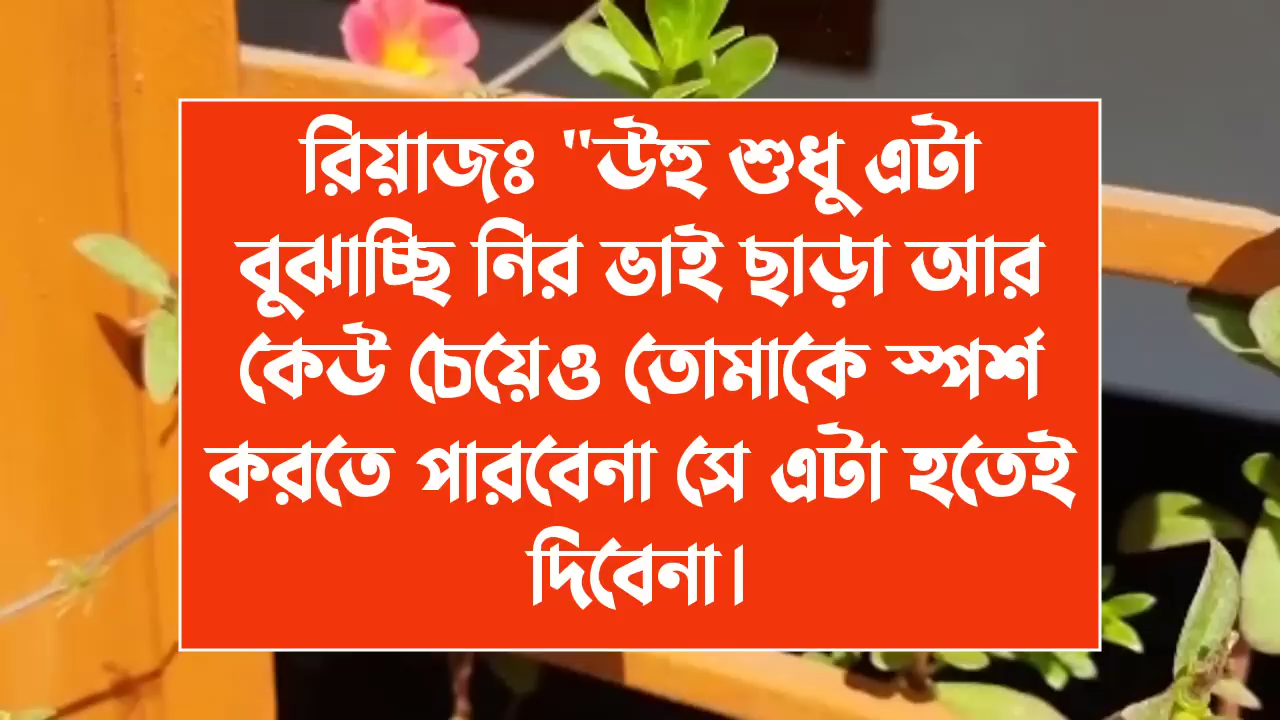 রিয়াজঃ "উহু শুধু এটা
বুঝাচ্ছি নির ভাই ছাড়া আর
কেউ চেয়েও তোমাকে স্পর্শ
করতে পারবেনা সে এটা হতেই
দিবেনা।